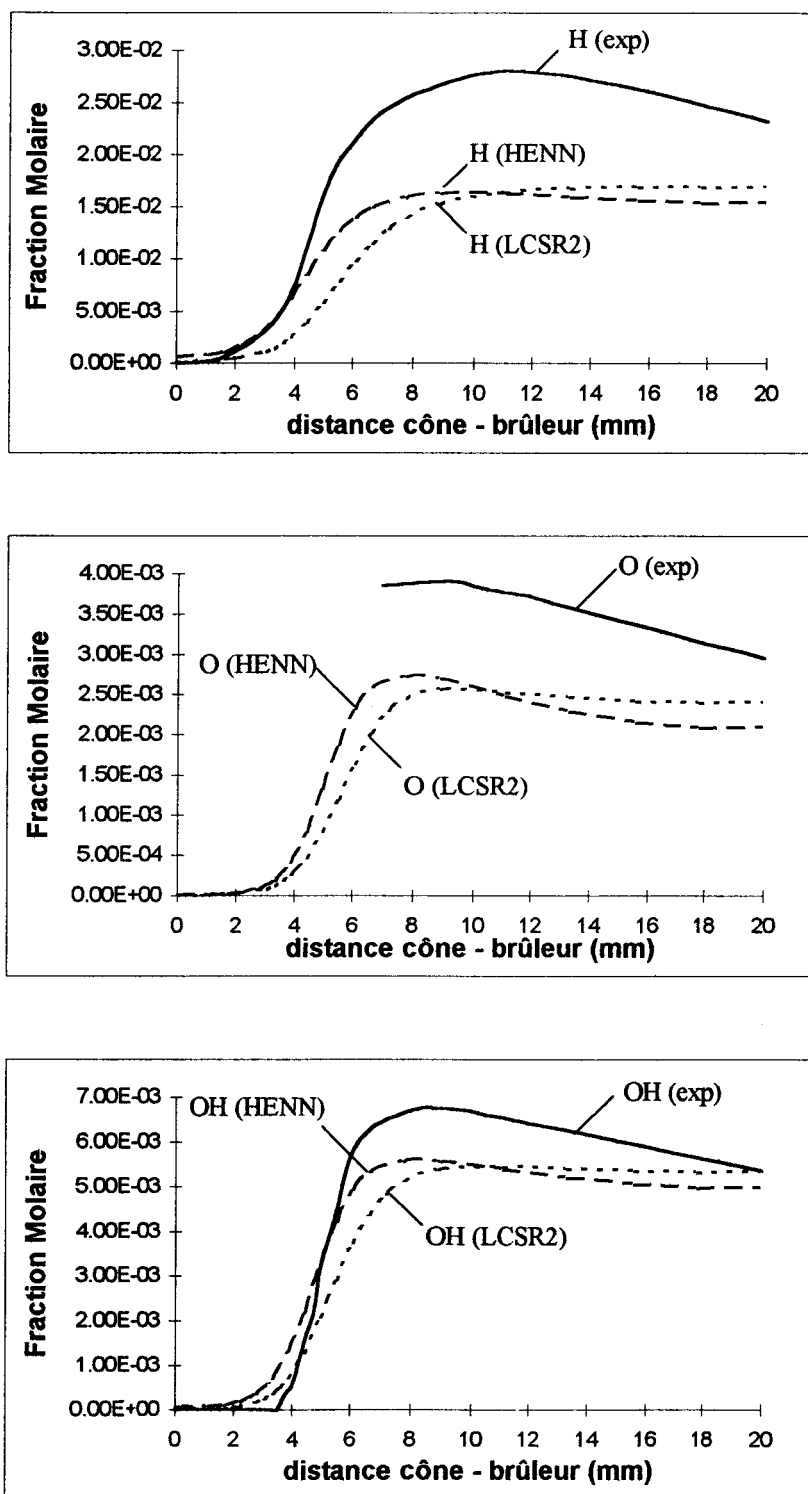 3.00E-02
2.50E-02
2.00E-02
1.50E-02
1.00E-02
5.00E-03
0.00E+00
Fraction Molaire
H (exp)
H (HENN)
H (LCSR2)
0 2 4 6 8 10 12 14 16 18 20
distance cône - brûleur (mm)
4.00E-03
3.50E-03
3.00E-03
2.50E-03
2.00E-03
1.50E-03
1.00E-03
5.00E-04
0.00E+00
Fraction Molaire
O (exp)
O (HENN)
O (LCSR2)
0 2 4 6 8 10 12 14 16 18 20
distance cône - brûleur (mm)
7.00E-03
6.00E-03
5.00E-03
4.00E-03
3.00E-03
2.00E-03
1.00E-03
0.00E+00
Fraction Molaire
OH (HENN)
OH (exp)
OH (LCSR2)
0 2 4 6 8 10 12 14 16 18 20
distance cône - brûleur (mm)